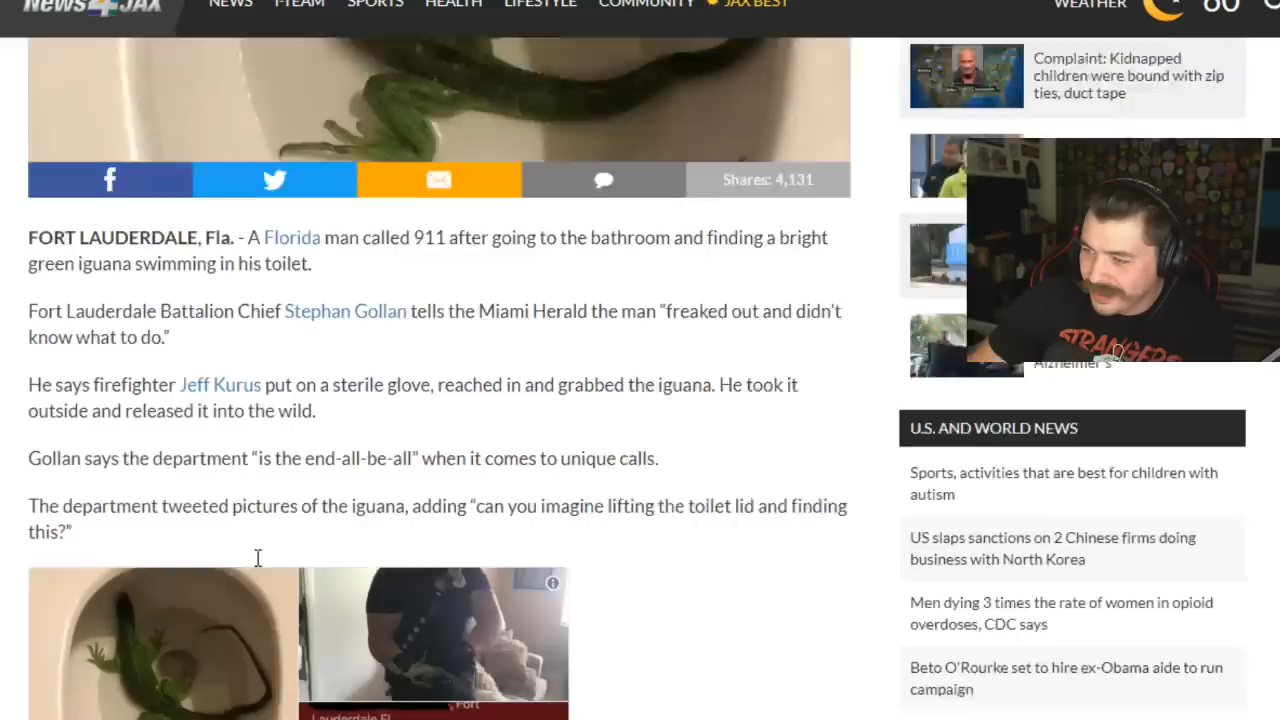 News4JAX
NEWS
I-TEAM
SPORTS
HEALTH
LIFESTYLE
COMMUNITY
JAX BEST
WEATHER
60
Complaint: Kidnapped
children were bound with zip
ties, duct tape
f
Shares: 4,131
FORT LAUDERDALE, Fla. - A Florida man called 911 after going to the bathroom and finding a bright
green iguana swimming in his toilet.
Fort Lauderdale Battalion Chief Stephan Gollan tells the Miami Herald the man “freaked out and didn't
know what to do.”
He says firefighter Jeff Kurus put on a sterile glove, reached in and grabbed the iguana. He took it
outside and released it into the wild.
Gollan says the department “is the end-all-be-all” when it comes to unique calls.
The department tweeted pictures of the iguana, adding “can you imagine lifting the toilet lid and finding
this?”
, Fort
Lauderdale FL
STRANGERS
Alzheimer's
U.S. AND WORLD NEWS
Sports, activities that are best for children with
autism
US slaps sanctions on 2 Chinese firms doing
business with North Korea
Men dying 3 times the rate of women in opioid
overdoses, CDC says
Beto O'Rourke set to hire ex-Obama aide to run
campaign